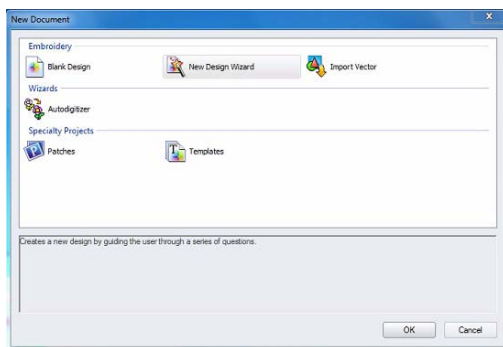 New Document
X
Embroidery
Blank Design
New Design Wizard
Import Vector
Wizards
Autodigitizer
Specialty Projects
P
Patches
T
Templates
Creates a new design by guiding the user through a series of questions.
OK
Cancel